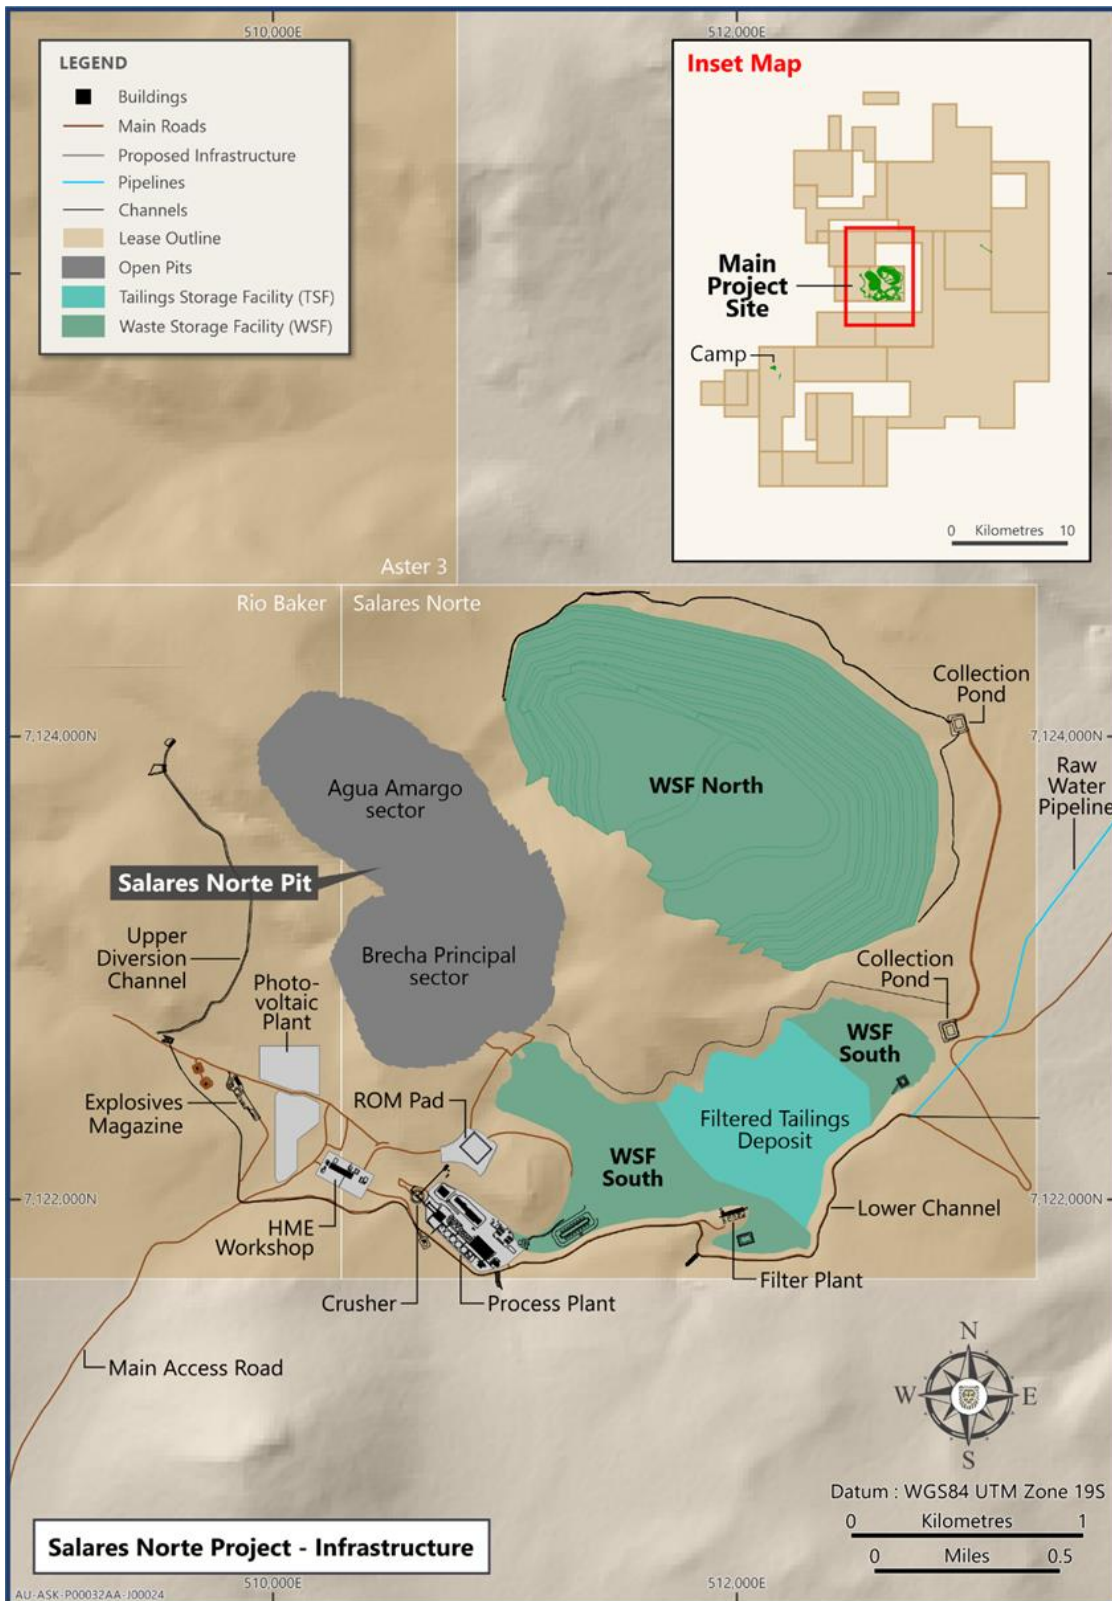 510,000E
512,000E
LEGEND
Buildings
Main Roads
Proposed Infrastructure
Pipelines
Channels
Lease Outline
Open Pits
Tailings Storage Facility (TSF)
Waste Storage Facility (WSF)
Inset Map
Main
Project
Site
Camp
0 Kilometres 10
Aster 3
Rio Baker
Salares Norte
Collection
Pond
7,124,000N
7,124,000N
Raw
Water
Pipeline
Agua Amargo
sector
WSF North
Salares Norte Pit
Upper
Diversion
Channel
Brecha Principal
sector
Collection
Pond
Photo-
voltaic
Plant
WSF
South
Explosives
Magazine
ROM Pad
Filtered Tailings
Deposit
WSF
South
7,122,000N
7,122,000N
Lower Channel
HME
Workshop
Filter Plant
Crusher
Process Plant
Main Access Road
N
W
E
S
Datum : WGS84 UTM Zone 19S
0 Kilometres 1
0 Miles 0.5
Salares Norte Project - Infrastructure
510,000E
512,000E
AU-ASK-P00032AA-J00024